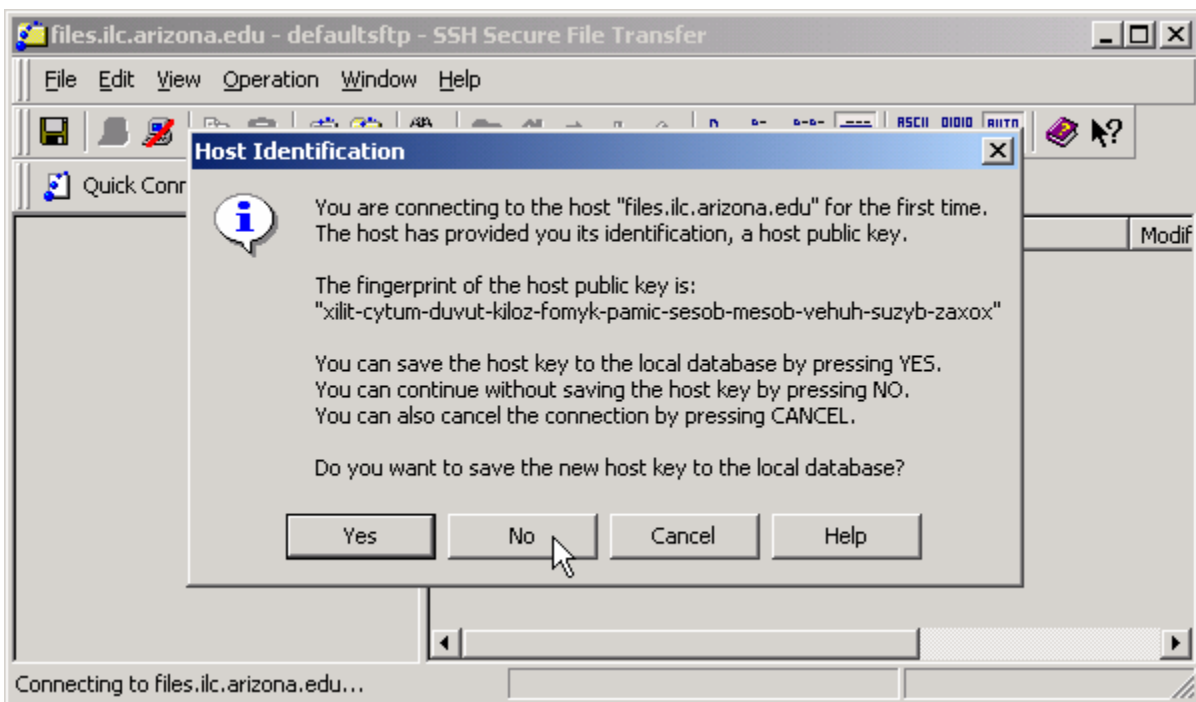 files.ilc.arizona.edu - defaultsftp - SSH Secure File Transfer
File Edit View Operation Window Help
ASCII
Host Identification
Quick Conn
You are connecting to the host "files.ilc.arizona.edu" for the first time.
The host has provided you its identification, a host public key.
Modif
The fingerprint of the host public key is:
"xilit-cytum-duvut-kiloz-fomyk-pamic-sesob-mesob-vehuh-suzyb-zaxox"
You can save the host key to the local database by pressing YES.
You can continue without saving the host key by pressing NO.
You can also cancel the connection by pressing CANCEL.
Do you want to save the new host key to the local database?
Yes No Cancel Help
Connecting to files.ilc.arizona.edu...